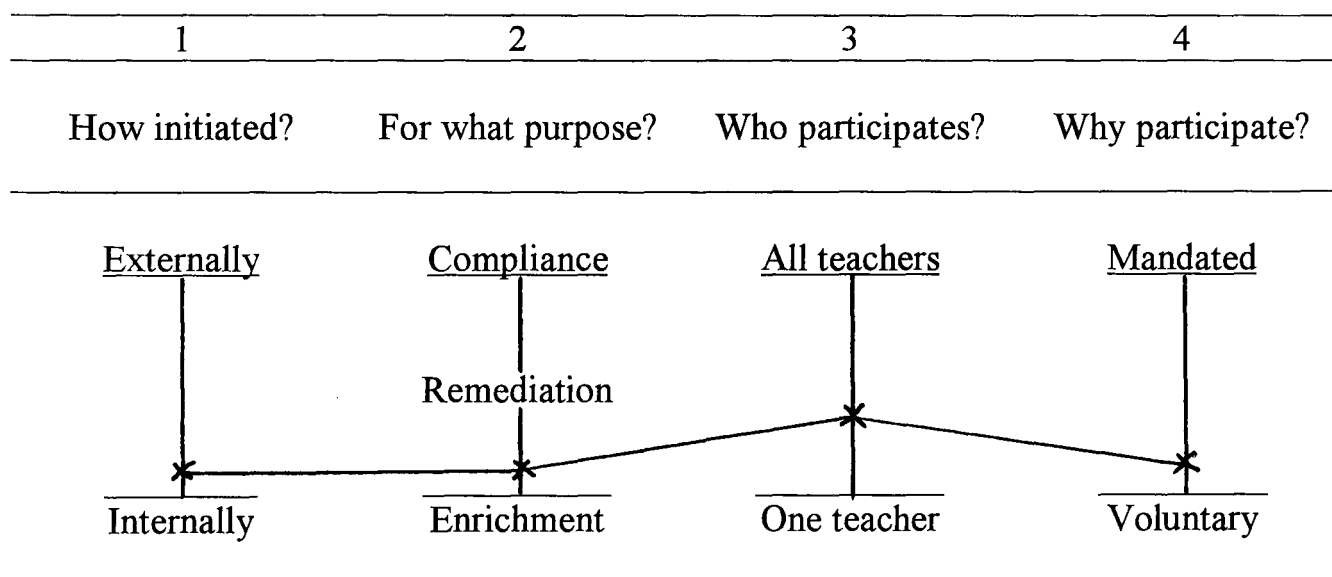 1 2 3 4
How initiated? For what purpose? Who participates? Why participate?
Externally Compliance All teachers Mandated
Remediation
Internally Enrichment One teacher Voluntary